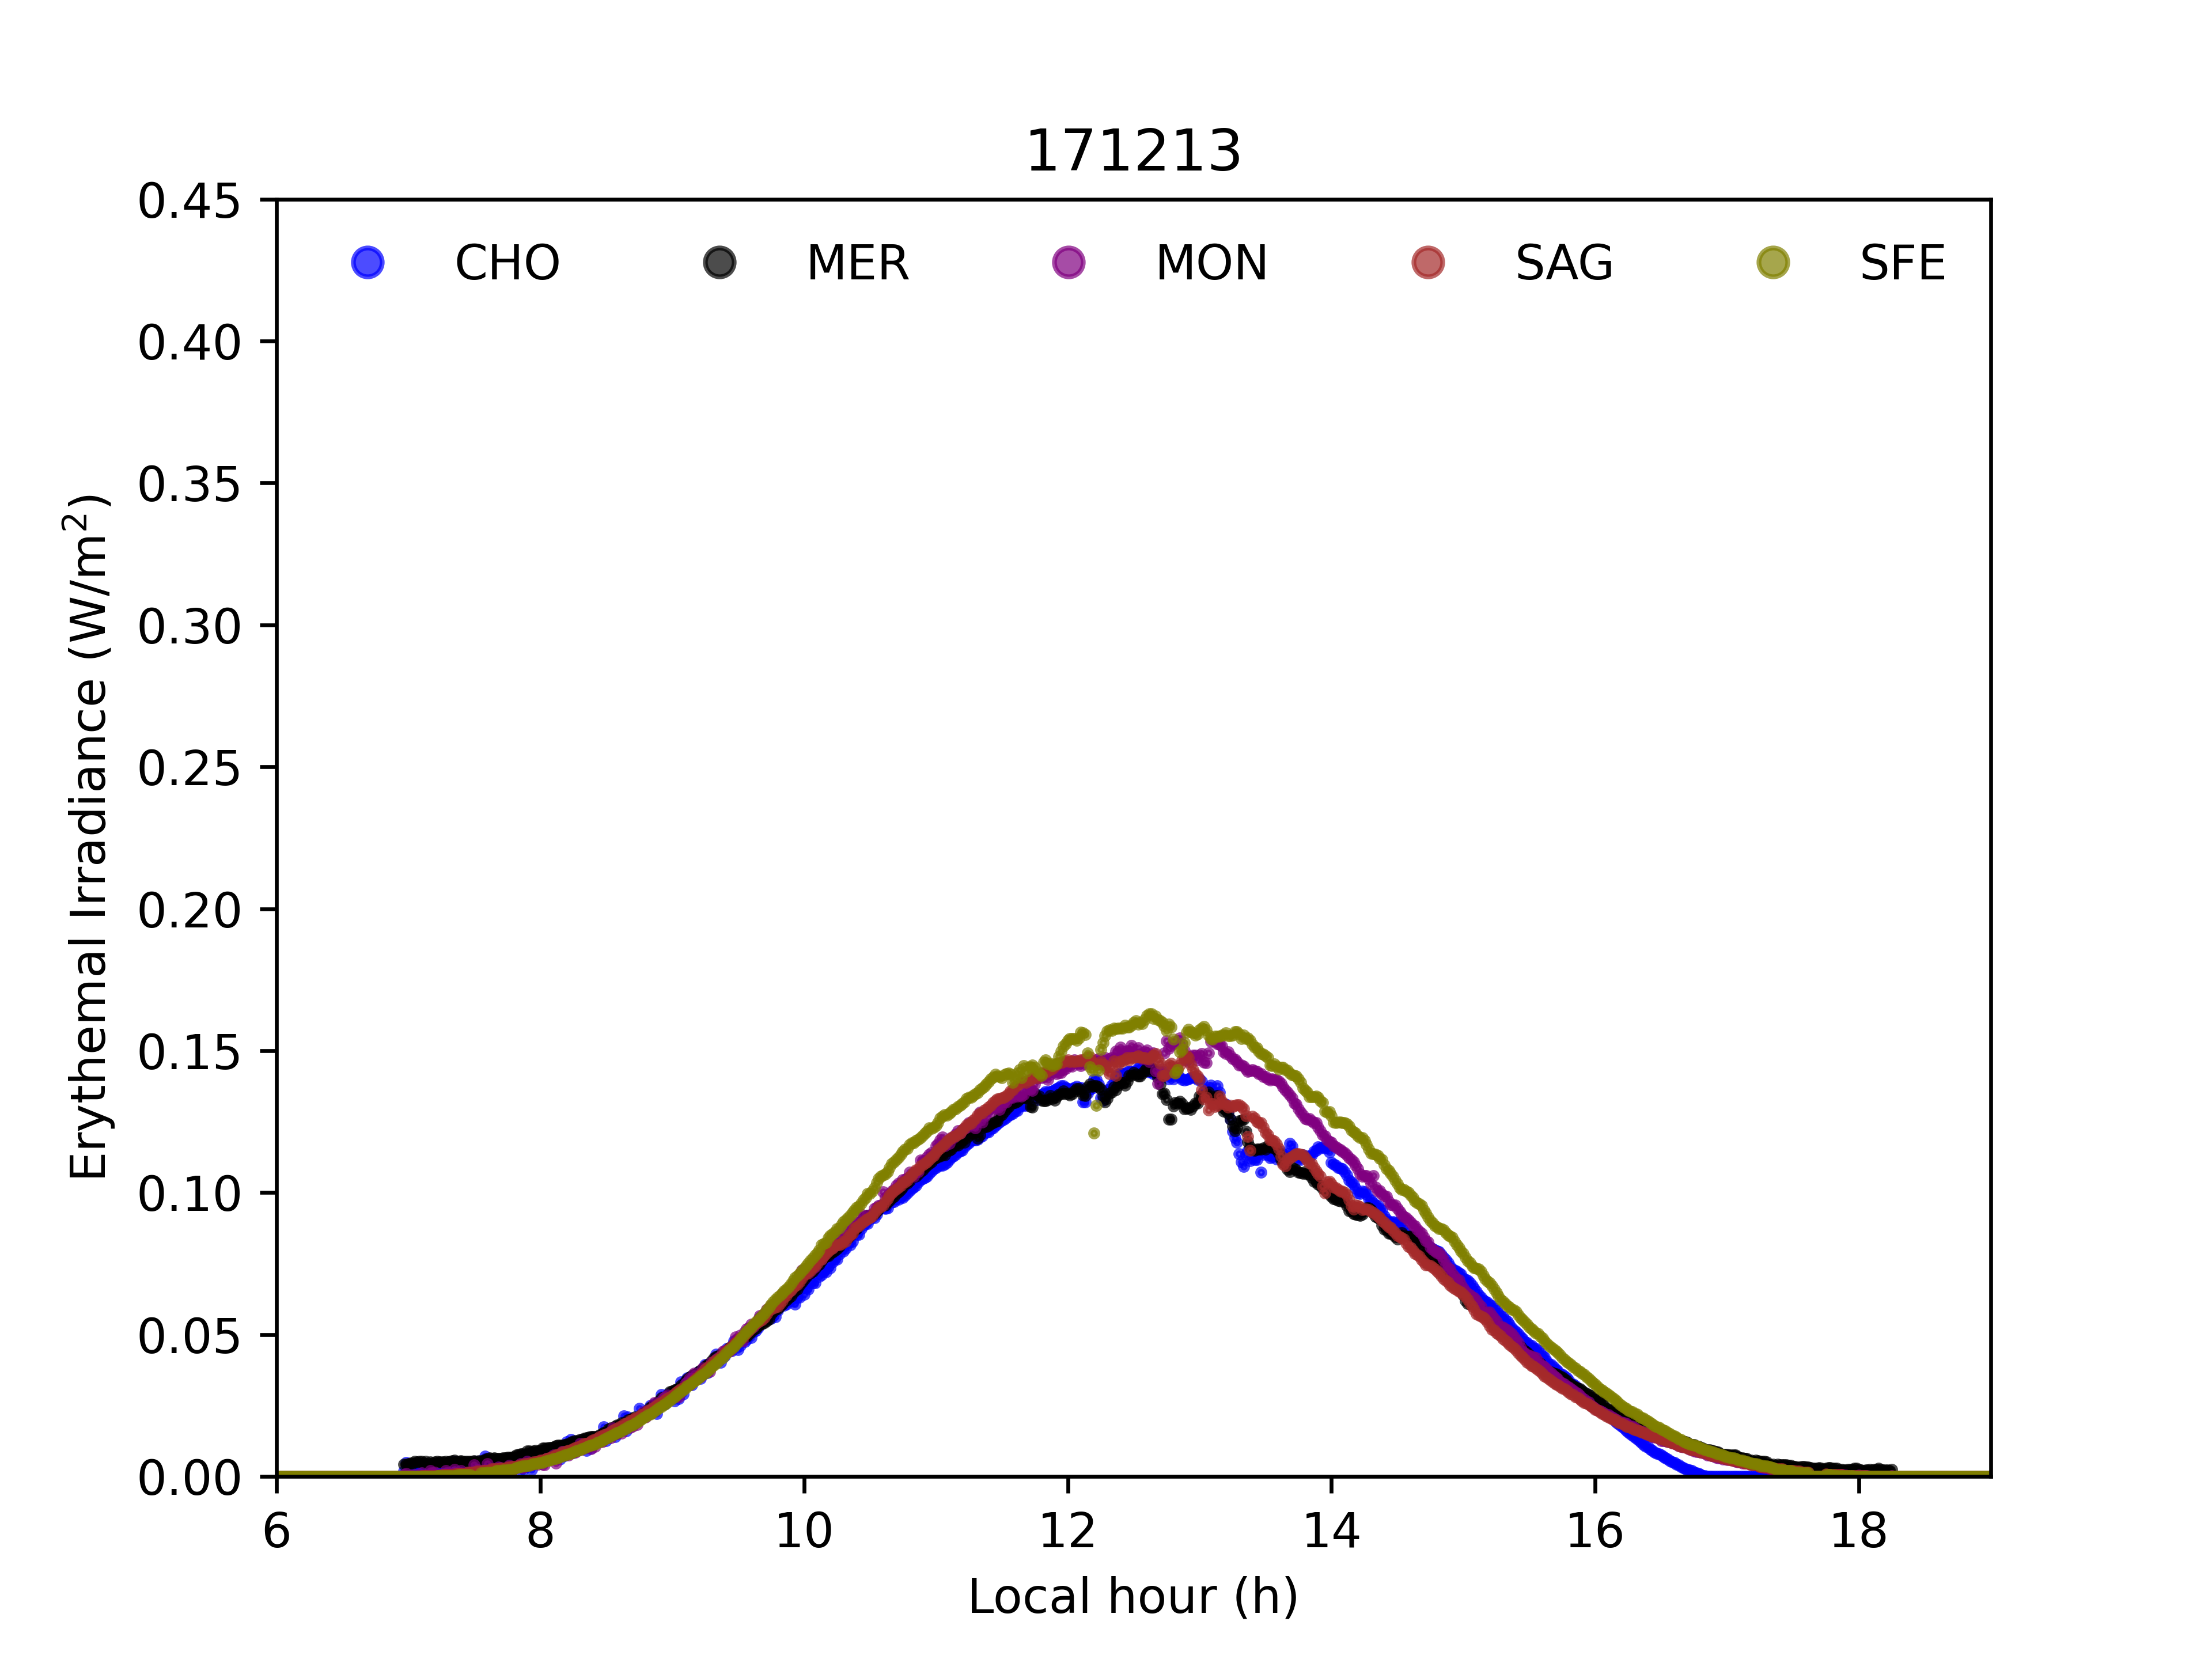 171213
0.45
CHO MER MON SAG SFE
0.40
0.35
0.30
0.25
0.20
0.15
0.10
0.05
0.00
Erythemal Irradiance (W/m²)
6 8 10 12 14 16 18
Local hour (h)